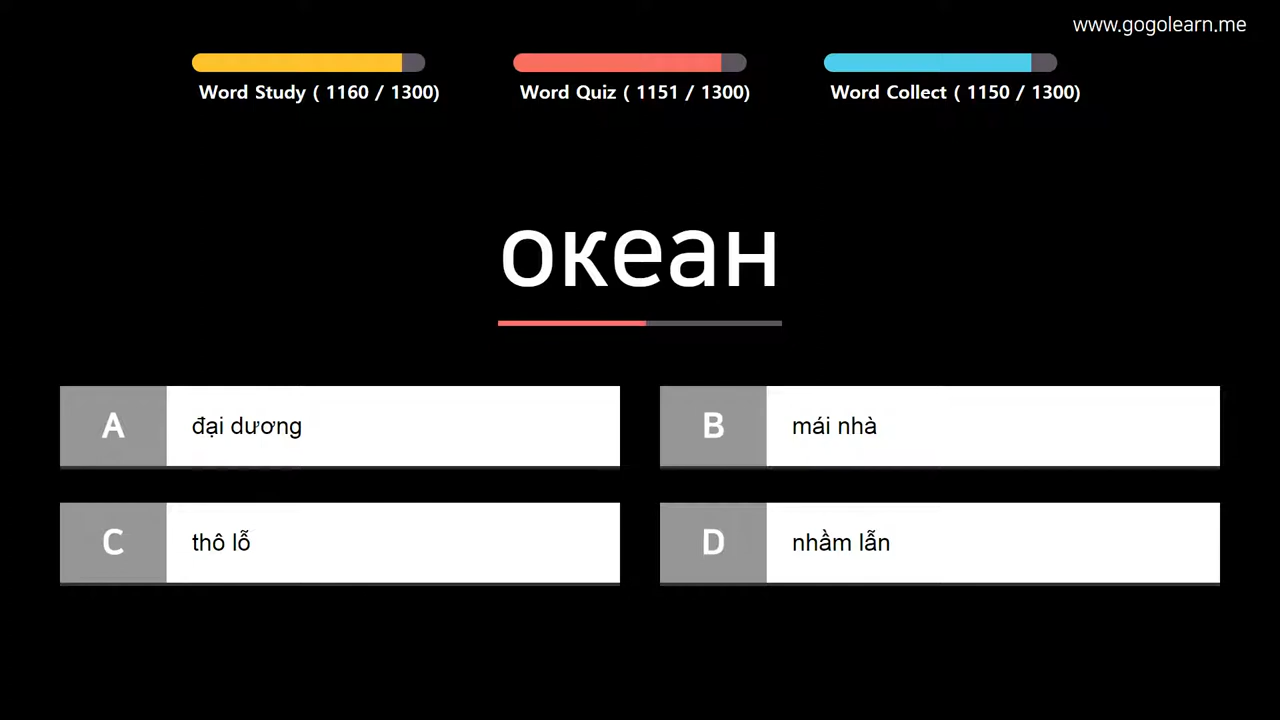 www.gogolearn.me
Word Study ( 1160 / 1300)
Word Quiz ( 1151 / 1300)
Word Collect ( 1150 / 1300)
океан
A đại dương
B mái nhà
C thô lỗ
D nhầm lẫn